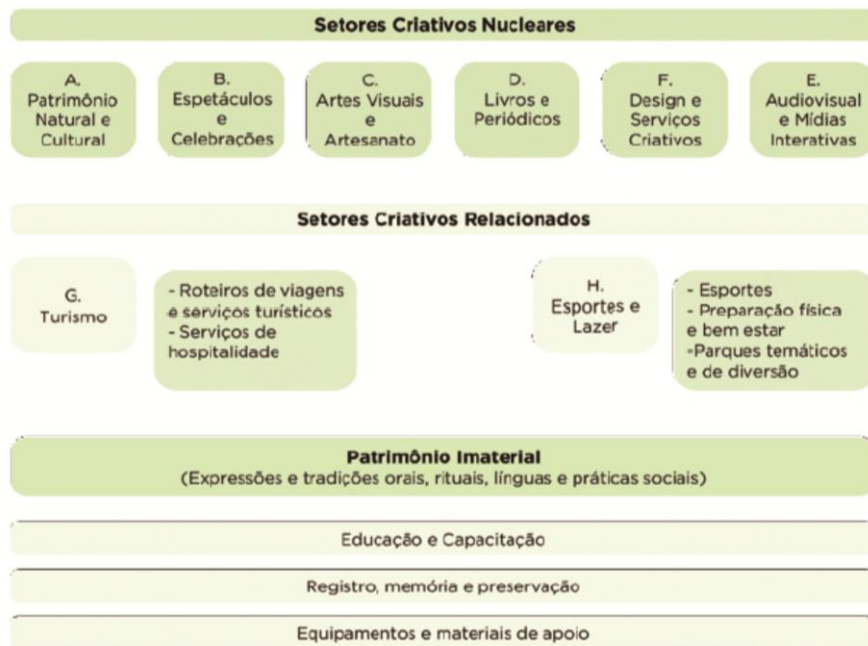 Setores Criativos Nucleares
A.
Patrimônio
Natural e
Cultural
B.
Espetáculos
e
Celebrações
C.
Artes Visuais
e
Artesanato
D.
Livros e
Periódicos
F.
Design e
Serviços
Criativos
E.
Audiovisual
e Mídias
Interativas
Setores Criativos Relacionados
G.
Turismo
- Roteiros de viagens
e serviços turísticos
- Serviços de
hospitalidade
H.
Esportes e
Lazer
- Esportes
- Preparação física
e bem estar
-Parques temáticos
e de diversão
Patrimônio Imaterial
(Expressões e tradições orais, rituais, línguas e práticas sociais)
Educação e Capacitação
Registro, memória e preservação
Equipamentos e materiais de apoio